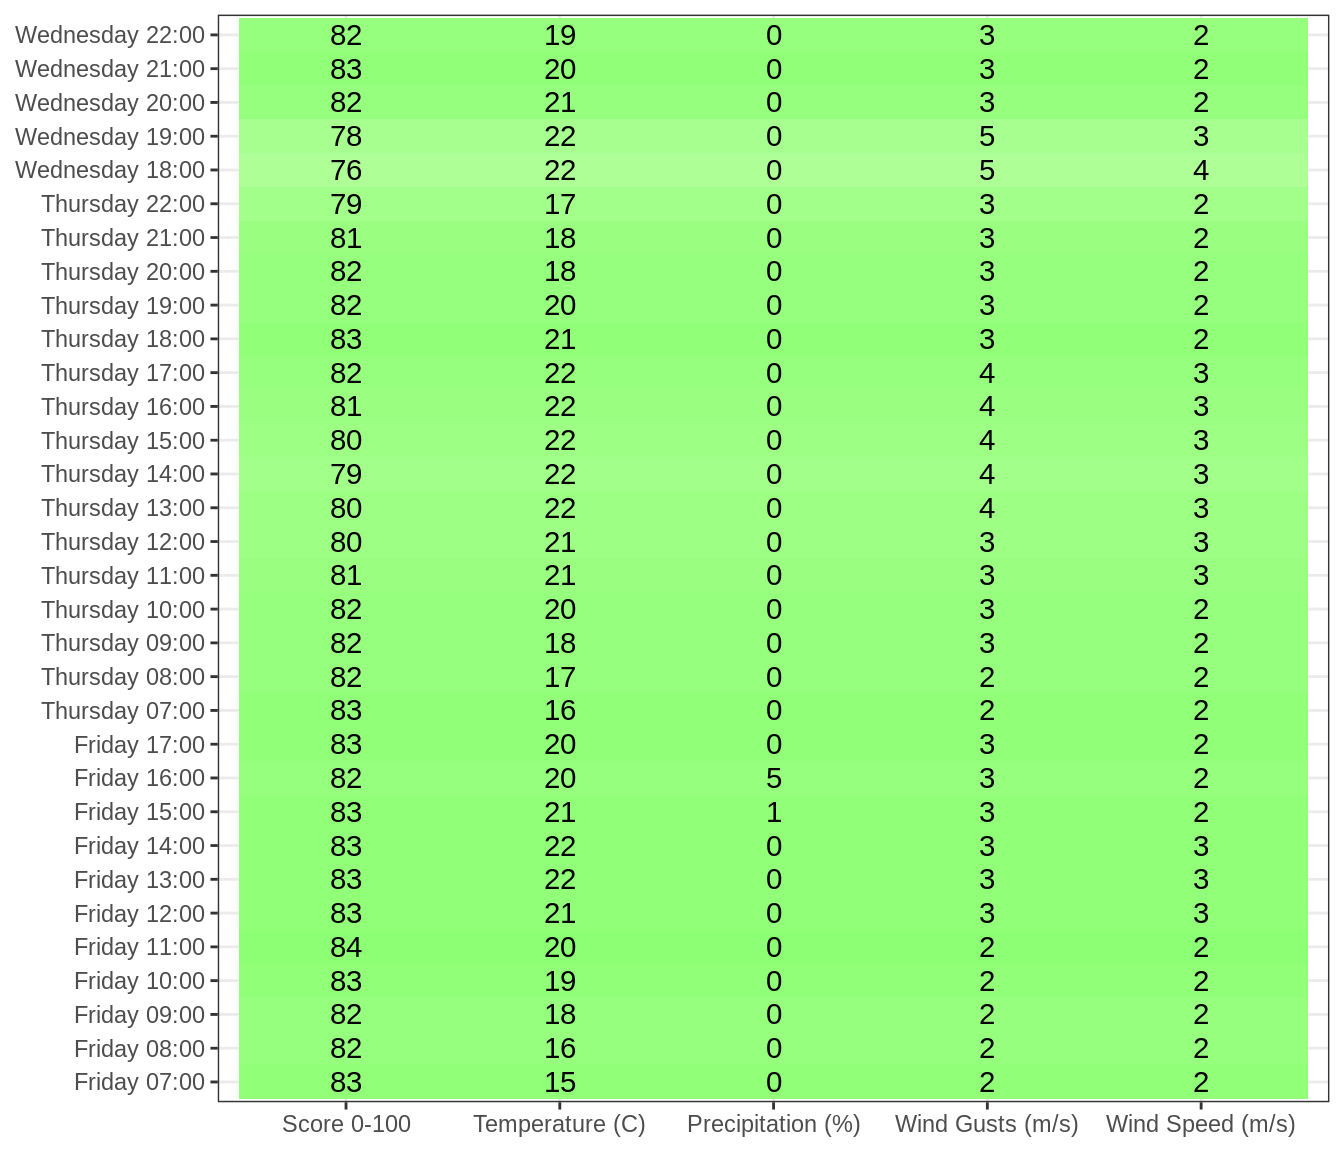 Wednesday 22:00 82 19 0 3 2
Wednesday 21:00 83 20 0 3 2
Wednesday 20:00 82 21 0 3 2
Wednesday 19:00 78 22 0 5 3
Wednesday 18:00 76 22 0 5 4
Thursday 22:00 79 17 0 3 2
Thursday 21:00 81 18 0 3 2
Thursday 20:00 82 18 0 3 2
Thursday 19:00 82 20 0 3 2
Thursday 18:00 83 21 0 3 2
Thursday 17:00 82 22 0 4 3
Thursday 16:00 81 22 0 4 3
Thursday 15:00 80 22 0 4 3
Thursday 14:00 79 22 0 4 3
Thursday 13:00 80 22 0 4 3
Thursday 12:00 80 21 0 3 3
Thursday 11:00 81 21 0 3 3
Thursday 10:00 82 20 0 3 2
Thursday 09:00 82 18 0 3 2
Thursday 08:00 82 17 0 2 2
Thursday 07:00 83 16 0 2 2
Friday 17:00 83 20 0 3 2
Friday 16:00 82 20 5 3 2
Friday 15:00 83 21 1 3 2
Friday 14:00 83 22 0 3 3
Friday 13:00 83 22 0 3 3
Friday 12:00 83 21 0 3 3
Friday 11:00 84 20 0 2 2
Friday 10:00 83 19 0 2 2
Friday 09:00 82 18 0 2 2
Friday 08:00 82 16 0 2 2
Friday 07:00 83 15 0 2 2
Score 0-100 Temperature (C) Precipitation (%) Wind Gusts (m/s) Wind Speed (m/s)